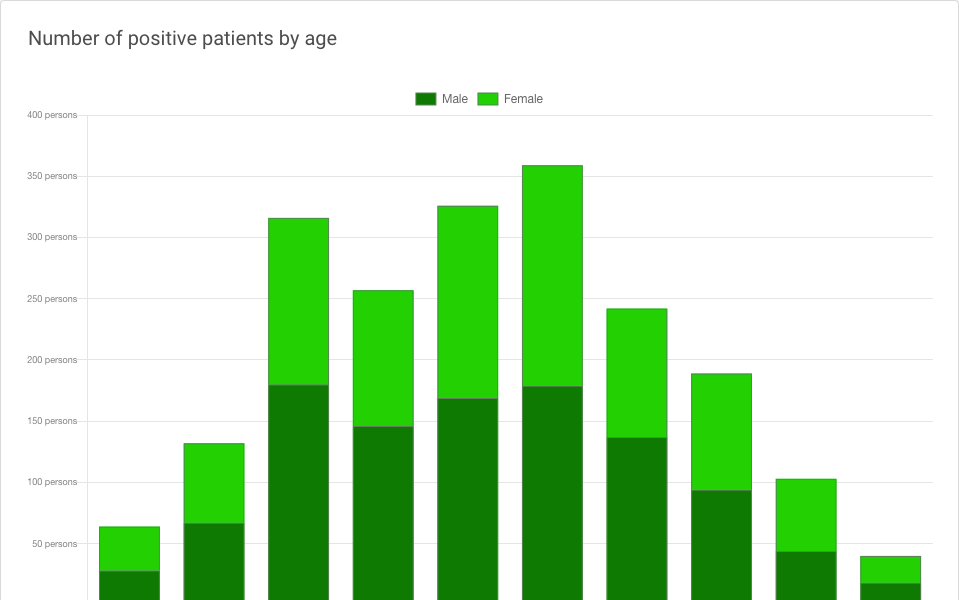 Number of positive patients by age
Male Female
400 persons
350 persons
300 persons
250 persons
200 persons
150 persons
100 persons
50 persons